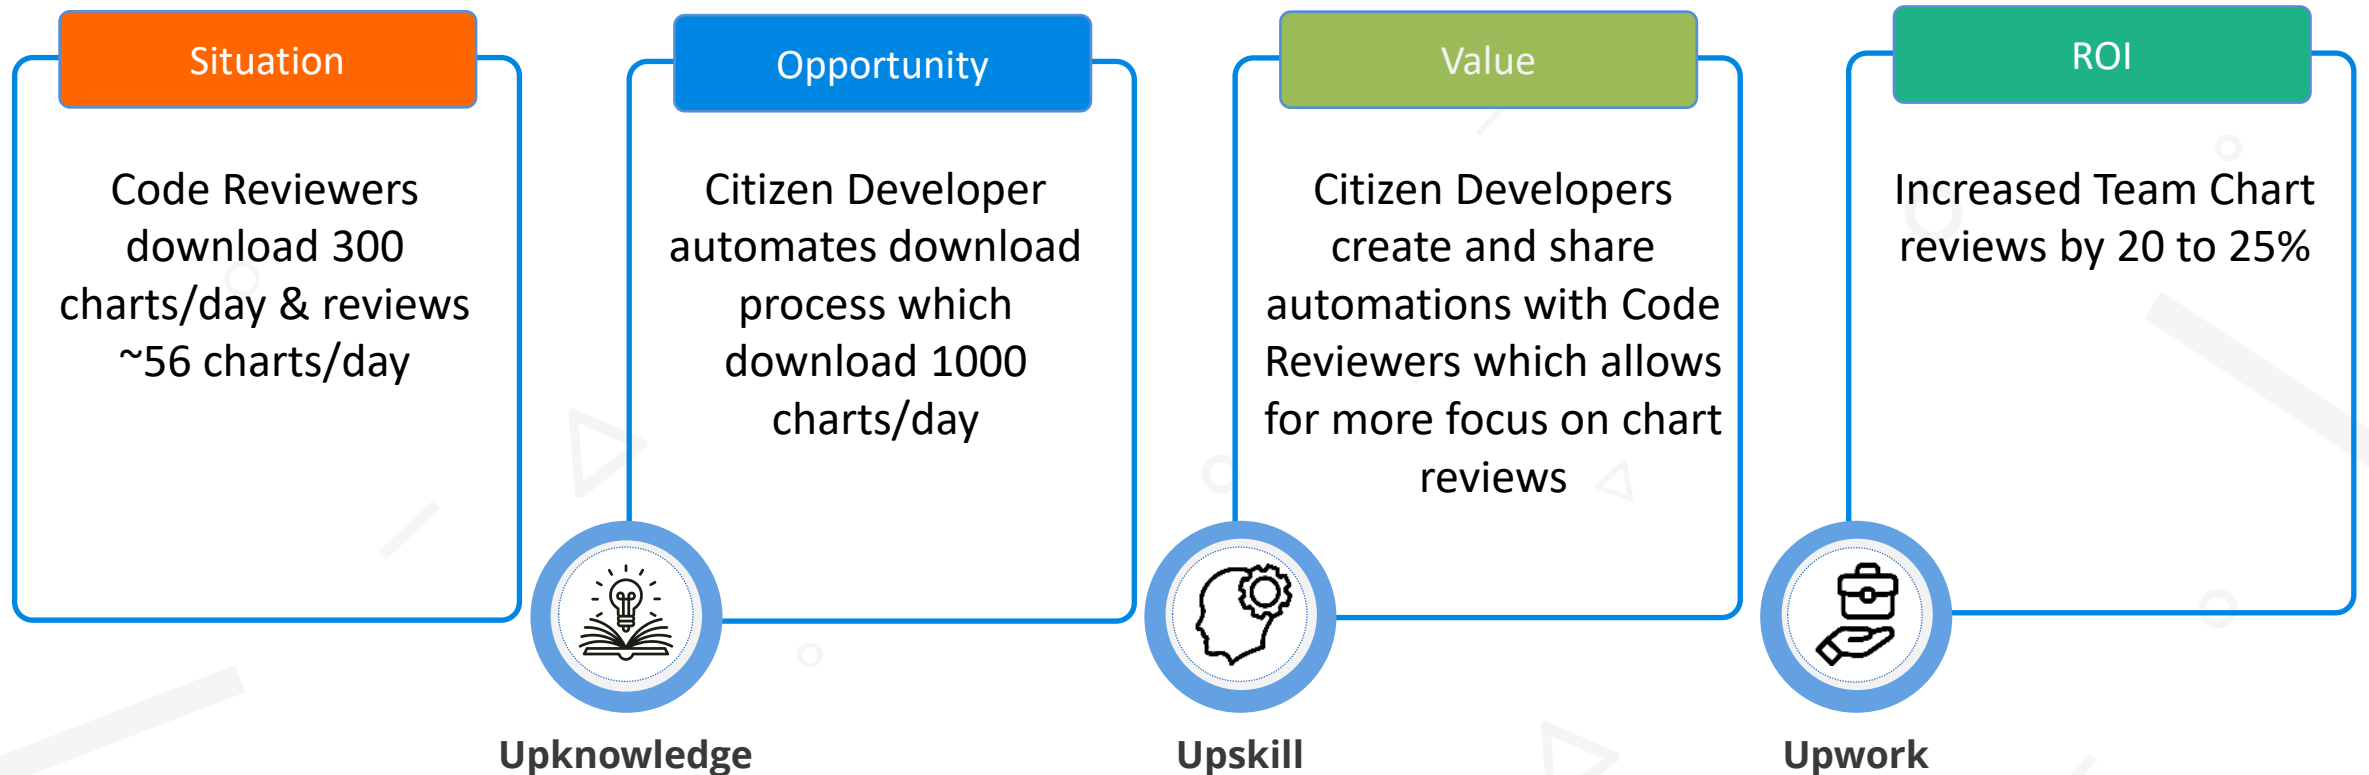 Situation
Code Reviewers
download 300
charts/day & reviews
~56 charts/day
Opportunity
Citizen Developer
automates download
process which
download 1000
charts/day
Value
Citizen Developers
create and share
automations with Code
Reviewers which allows
for more focus on chart
reviews
ROI
Increased Team Chart
reviews by 20 to 25%
Upknowledge
Upskill
Upwork